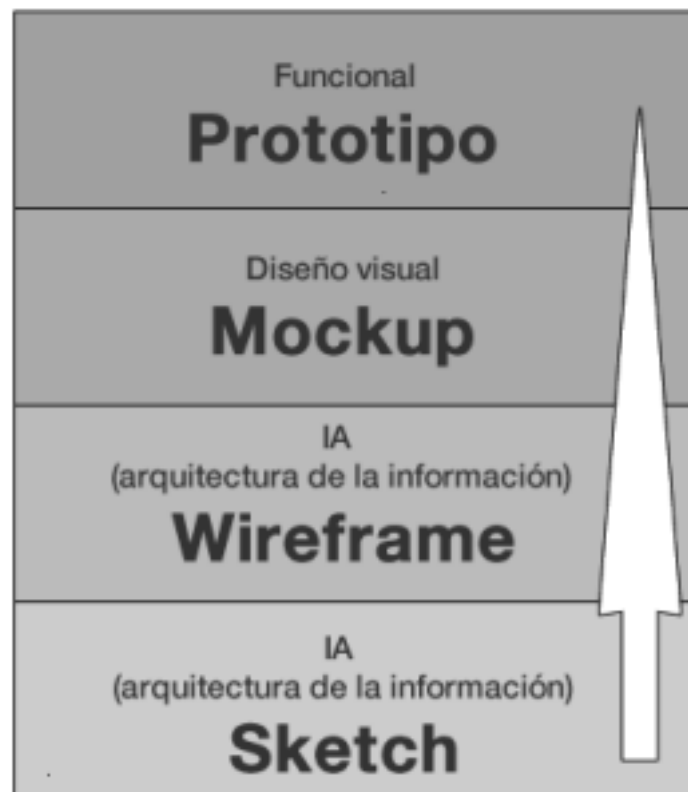 Funcional
Prototipo
Diseño visual
Mockup
IA
(arquitectura de la información)
Wireframe
IA
(arquitectura de la información)
Sketch